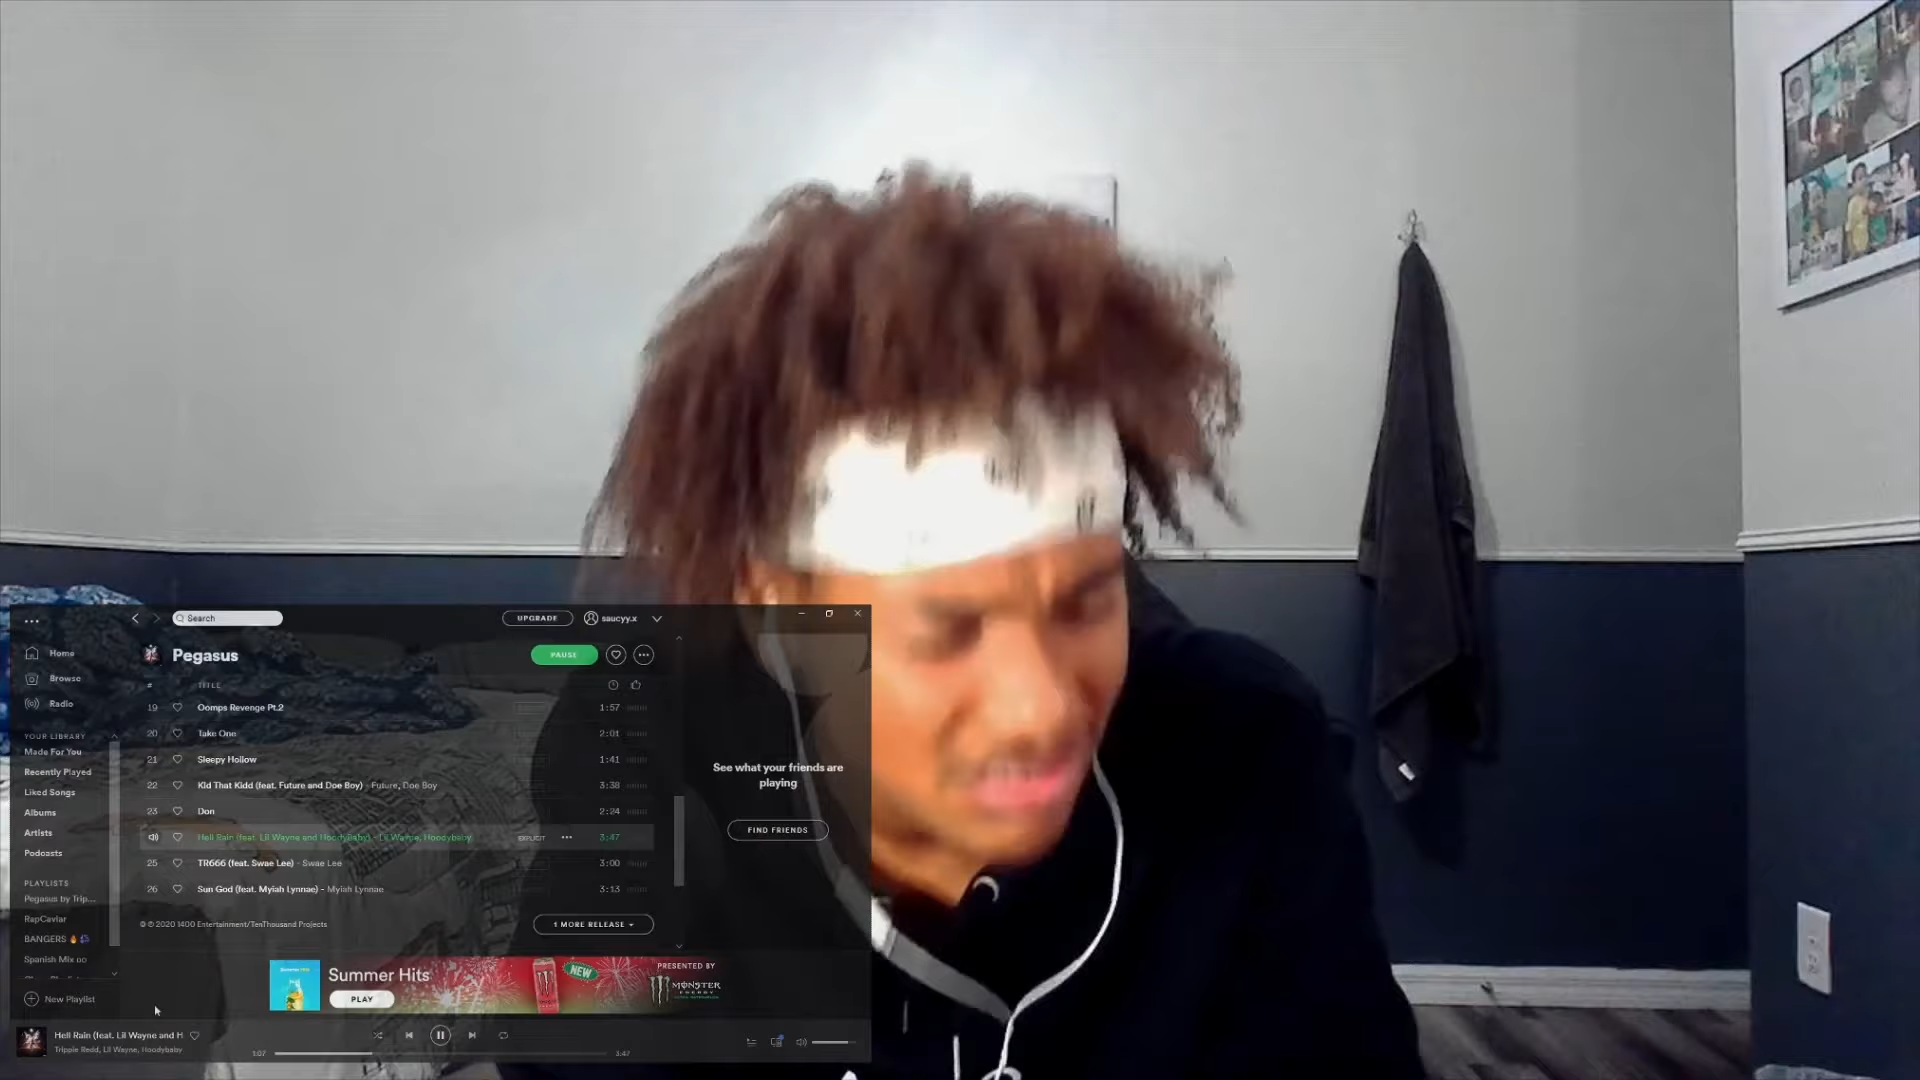 Search
UPGRADE
saucyy.x
Home
Browse
Radio
YOUR LIBRARY
Made For You
Recently Played
Liked Songs
Albums
Artists
Podcasts
PLAYLISTS
Pegasus by Trip...
RapCaviar
BANGERS 🔥
Spanish Mix oo
New Playlist
Pegasus
PAUSE
# TITLE
19 Oomps Revenge Pt.2 1:57
20 Take One 2:01
21 Sleepy Hollow 1:41
22 Kid That Kidd (feat. Future and Doe Boy) - Future, Doe Boy 3:38
23 Don 2:24
Hell Rain (feat. Lil Wayne and HoodyBaby) - Lil Wayne, Hoodybaby EXPLICIT ••• 3:47
25 TR666 (feat. Swae Lee) - Swae Lee 3:00
26 Sun God (feat. Myiah Lynnae) - Myiah Lynnae 3:13
© ℗ 2020 1400 Entertainment/TenThousand Projects
1 MORE RELEASE
See what your friends are
playing
FIND FRIENDS
Summer Hits
PLAY
NEW
PRESENTED BY
MONSTER
ENERGY
Hell Rain (feat. Lil Wayne and H
Trippie Redd, Lil Wayne, Hoodybaby
1:07
3:47